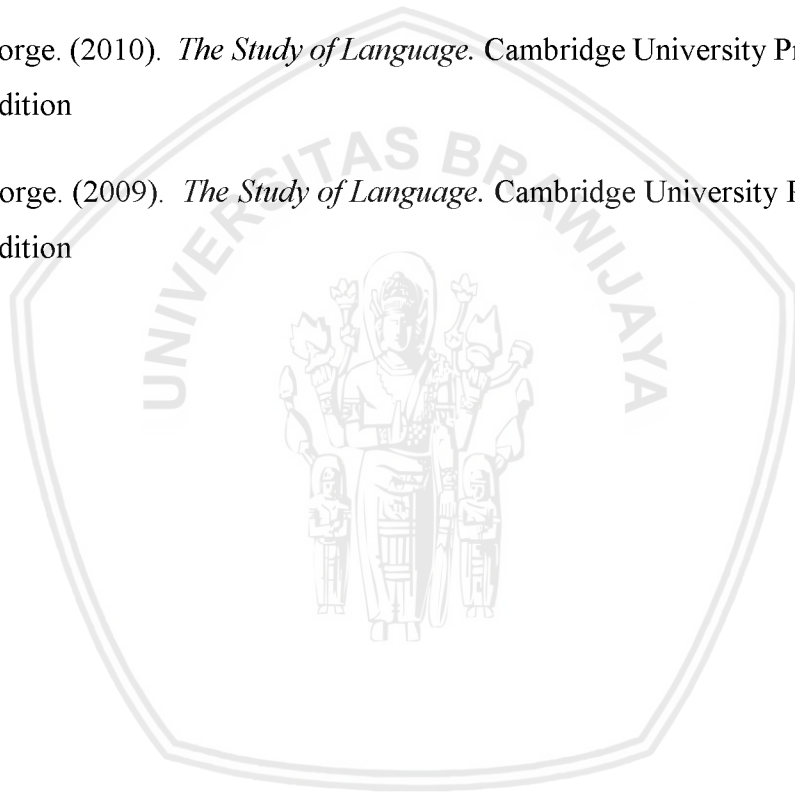 orge. (2010). The Study of Language. Cambridge University Pr
dition
orge. (2009). The Study of Language. Cambridge University
dition
UNIVERSITAS BRAWIJAYA